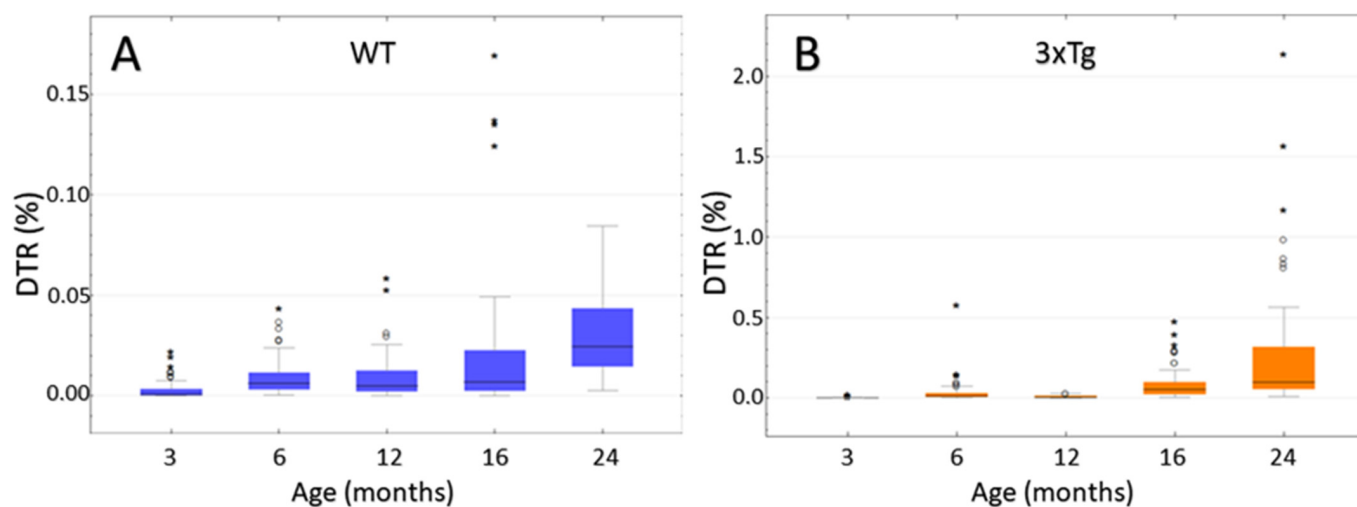 A
WT
DTR (%)
0.15
0.10
0.05
0.00
3 6 12 16 24
Age (months)
B
3xTg
DTR (%)
2.0
1.5
1.0
0.5
0.0
3 6 12 16 24
Age (months)